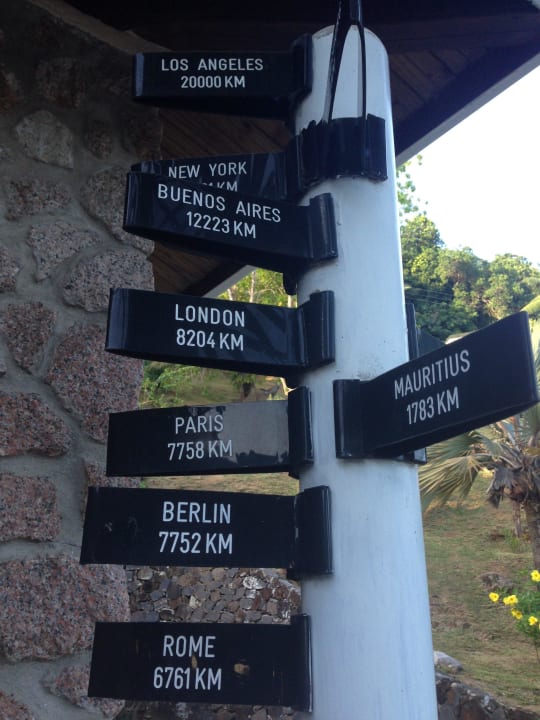 LOS ANGELES
20000 KM
NEW YORK
KM
BUENOS AIRES
12223 KM
LONDON
8204 KM
MAURITIUS
1783 KM
PARIS
7758 KM
BERLIN
7752 KM
ROME
6761 KM